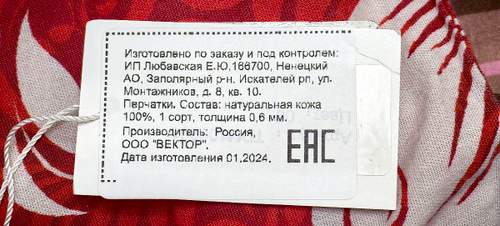 Изготовлено по заказу и под контролем:
ИП Любавская Е.Ю,166700, Ненецкий
АО, Заполярный р-н. Искателей рп, ул.
Монтажников, д. 8, кв. 10.
Перчатки. Состав: натуральная кожа
100%, 1 сорт, толщина 0,6 мм.
Производитель: Россия,
ООО "ВЕКТОР".
Дата изготовления 01.2024.
EAC